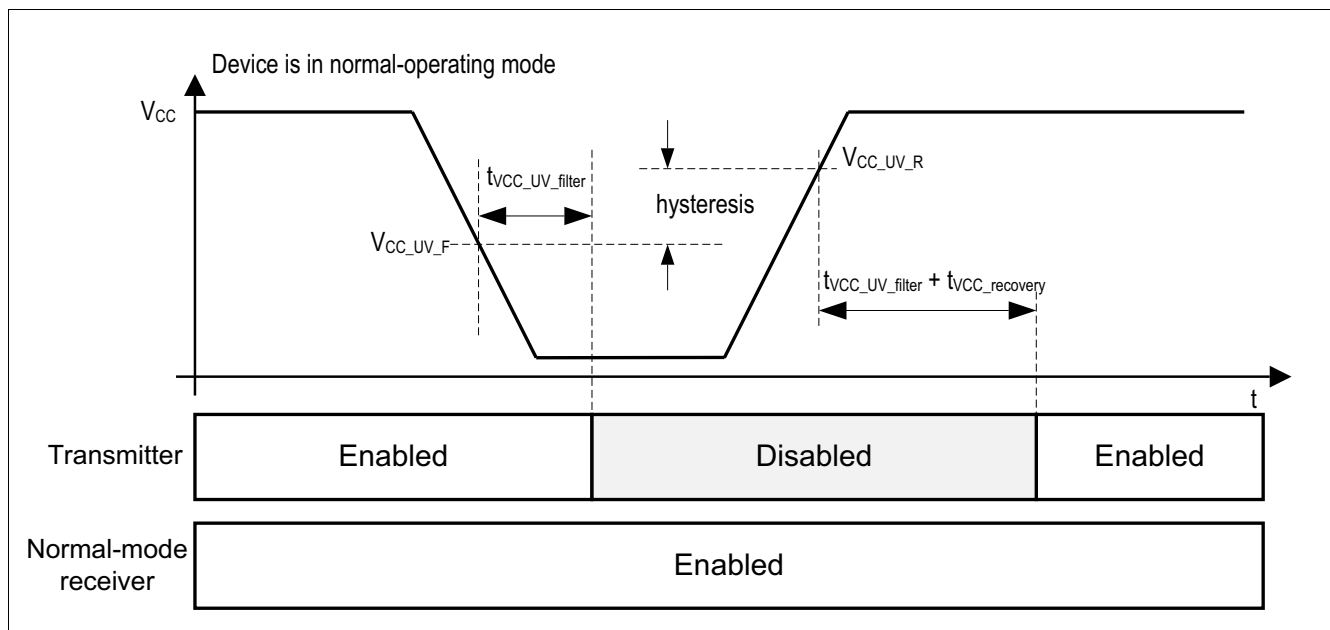 Device is in normal-operating mode
VCC
VCC_UV_R
tVCC_UV_filter
hysteresis
VCC_UV_F
tVCC_UV_filter + tVCC_recovery
t
Transmitter
Enabled
Disabled
Enabled
Normal-mode
receiver
Enabled